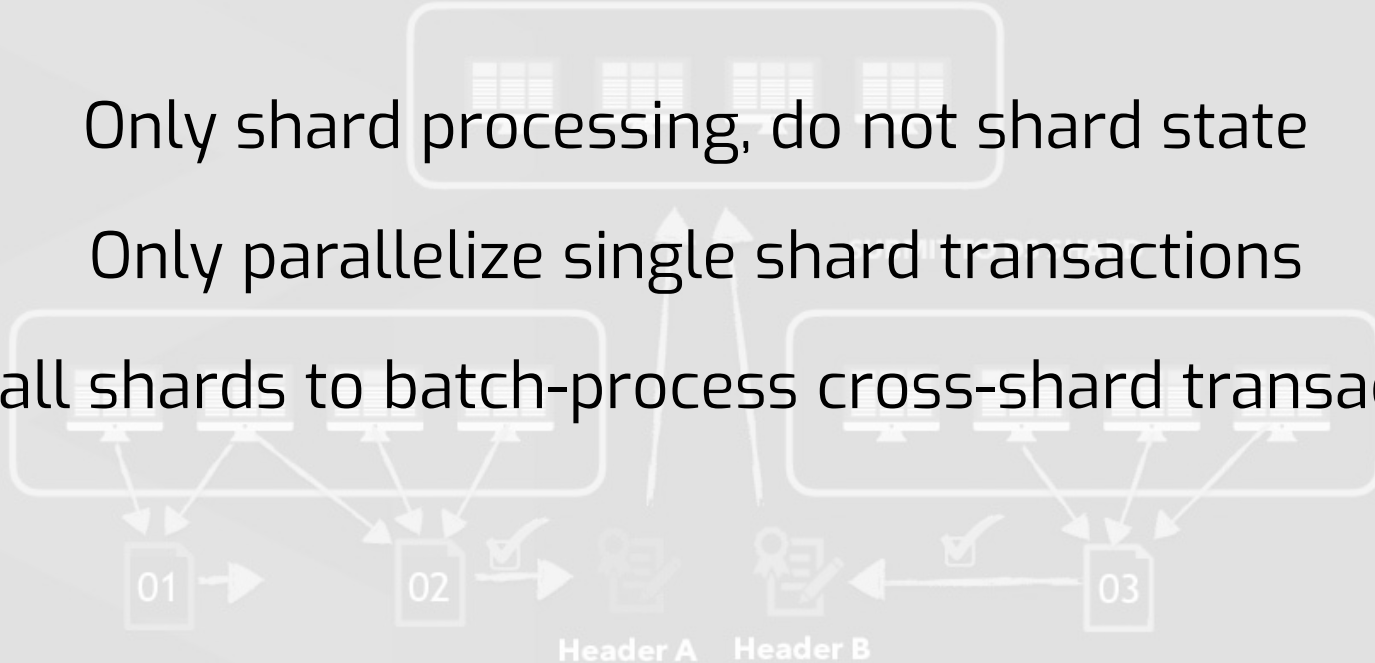 Only shard processing, do not shard state
Only parallelize single shard transactions
all shards to batch-process cross-shard
01
02
03
Header A
Header B